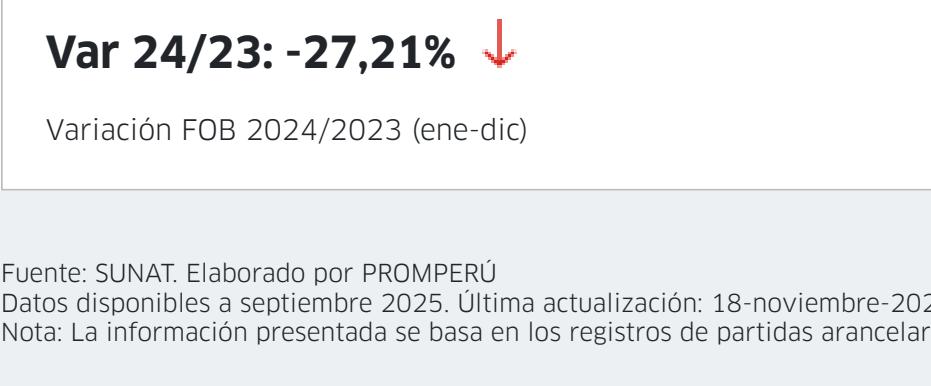 Var 24/23: -27,21%
Variación FOB 2024/2023 (ene-dic)
Fuente: SUNAT. Elaborado por PROMPERÚ
Datos disponibles a septiembre 2025. Última actualización: 18-noviembre-202
Nota: La información presentada se basa en los registros de partidas arancelar